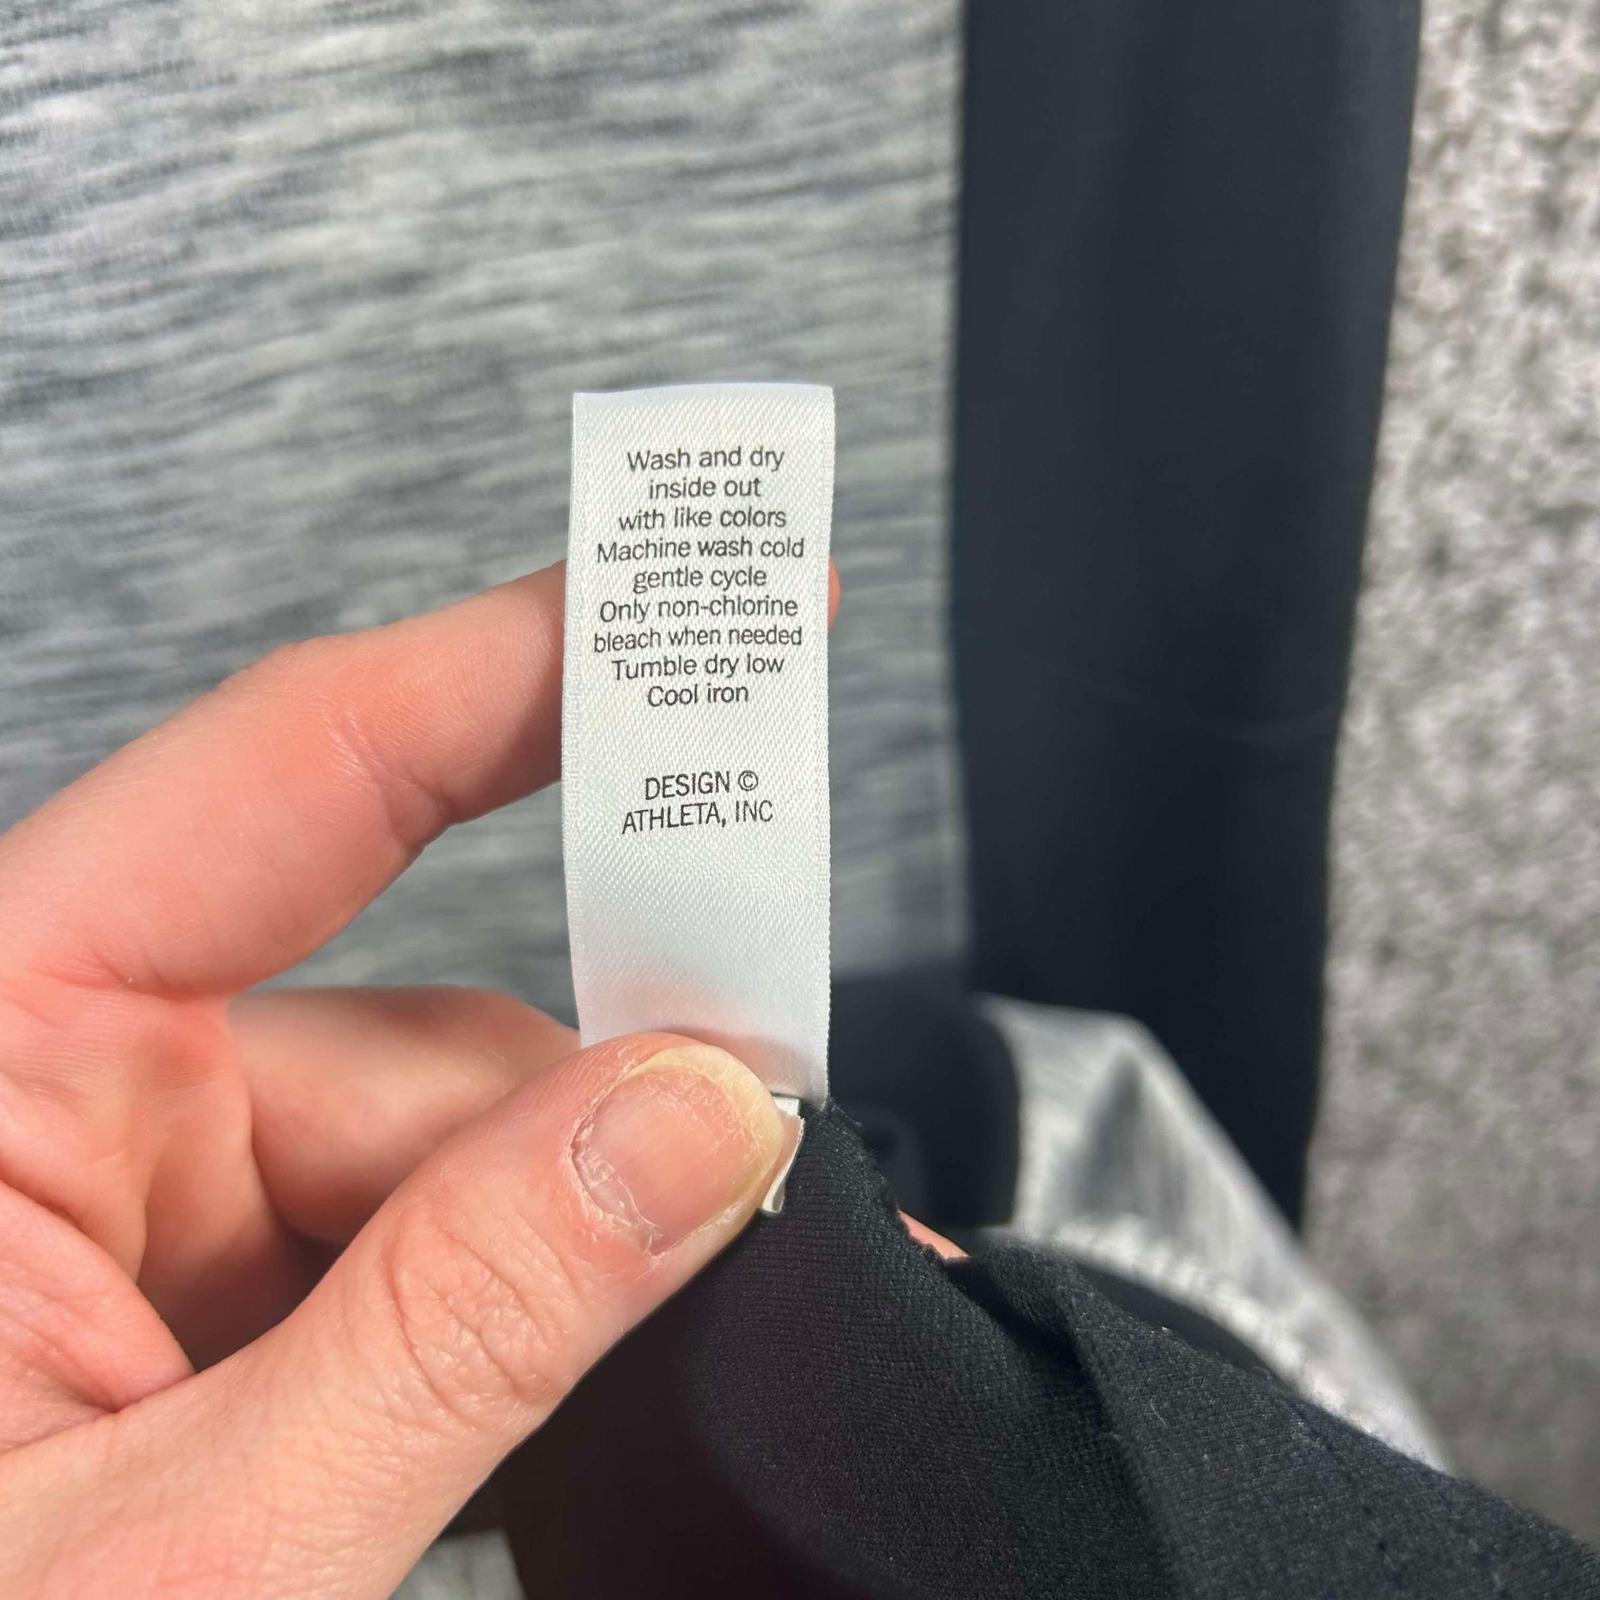 Wash and dry
inside out
with like colors
Machine wash cold
gentle cycle
Only non-chlorine
bleach when needed
Tumble dry low
Cool iron
DESIGN ©
ATHLETA, INC